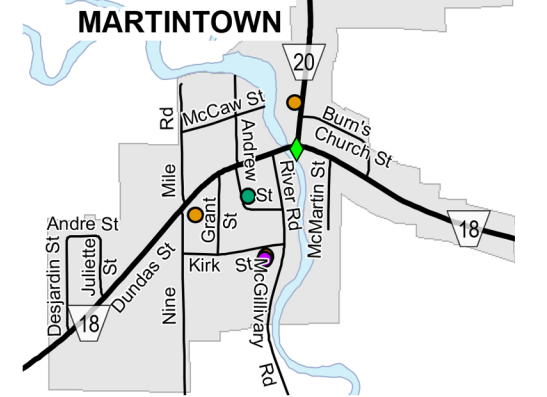 MARTINTOWN
20
McCaw St
Burn's
Church St
Nine Mile Rd
Andrew St
River Rd
McMartin St
Grant St
18
Andre St
Desjardin St
Juliette St
Dundas St
Kirk St
McGillivary Rd
18